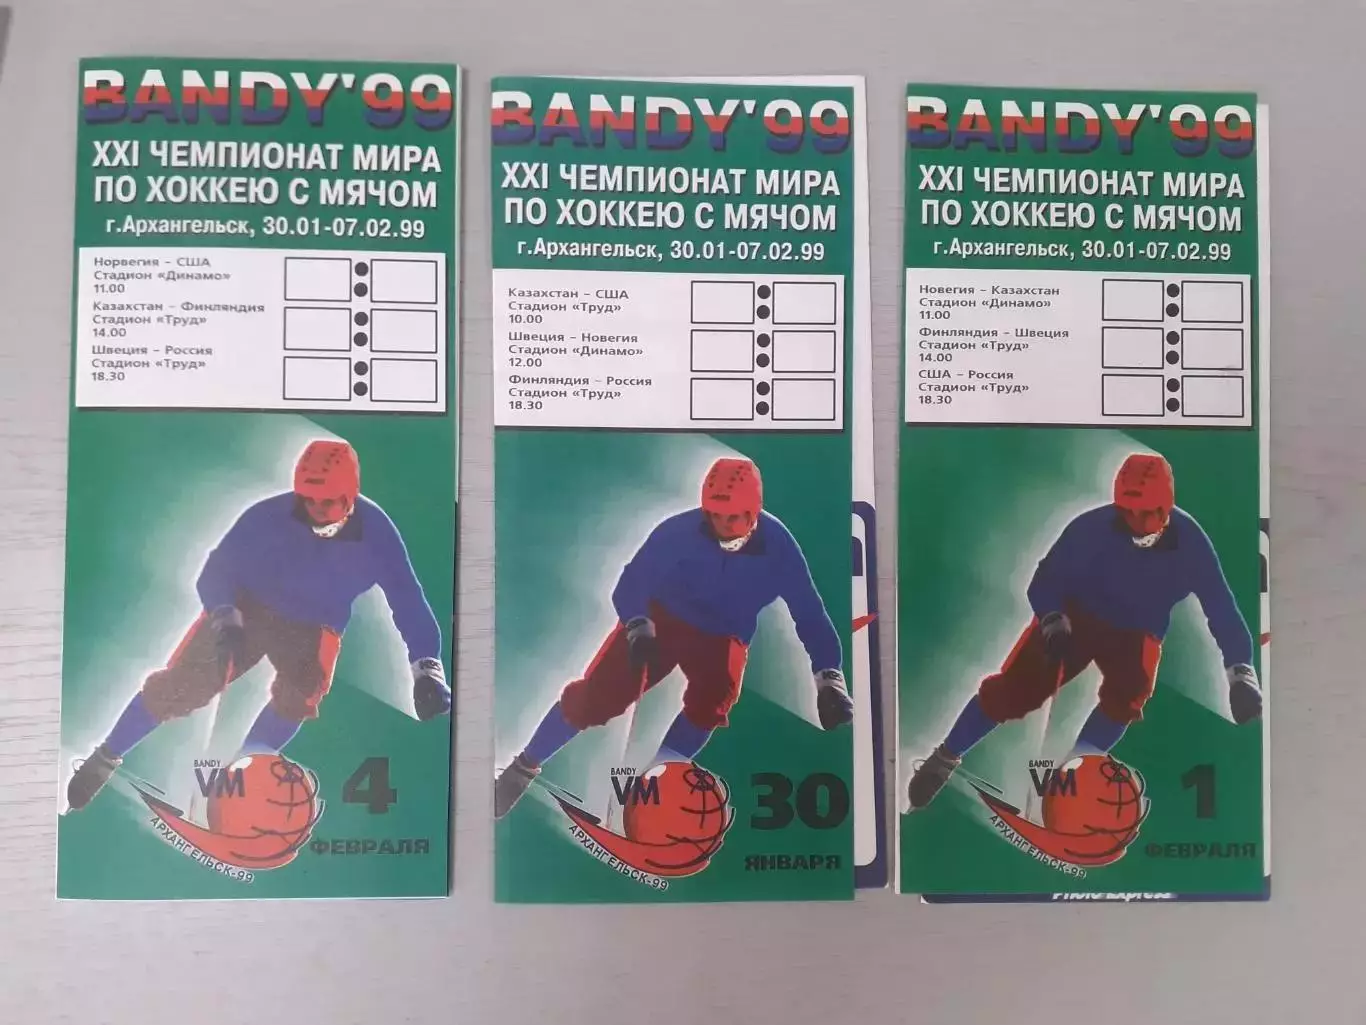 BANDY'99
XXI ЧЕМПИОНАТ МИРА
ПО ХОККЕЮ С МЯЧОМ
г.Архангельск, 30.01-07.02.99
Норвегия – США
Стадион «Динамо»
11.00
Казахстан – Финляндия
Стадион «Труд»
14.00
Швеция – Россия
Стадион «Труд»
18.30
BANDY
VM
АРХАНГЕЛЬСК-99
4
ФЕВРАЛЯ
BANDY'99
XXI ЧЕМПИОНАТ МИРА
ПО ХОККЕЮ С МЯЧОМ
г.Архангельск, 30.01-07.02.99
Казахстан – США
Стадион «Труд»
10.00
Швеция – Новегия
Стадион «Динамо»
12.00
Финляндия – Россия
Стадион «Труд»
18.30
BANDY
VM
АРХАНГЕЛЬСК-99
30
ЯНВАРЯ
BANDY'99
XXI ЧЕМПИОНАТ МИРА
ПО ХОККЕЮ С МЯЧОМ
г.Архангельск, 30.01-07.02.99
Новегия – Казахстан
Стадион «Динамо»
11.00
Финляндия – Швеция
Стадион «Труд»
14.00
США – Россия
Стадион «Труд»
18.30
BANDY
VM
АРХАНГЕЛЬСК-99
1
ФЕВРАЛЯ
Photo Express